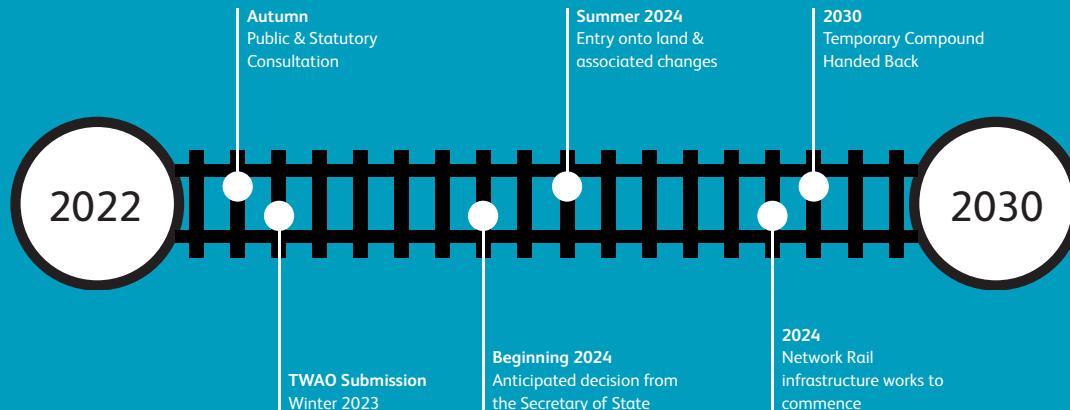 Autumn
Public & Statutory
Consultation
Summer 2024
Entry onto land &
associated changes
2030
Temporary Compound
Handed Back
2022
2030
TWAO Submission
Winter 2023
Beginning 2024
Anticipated decision from
the Secretary of State
2024
Network Rail
infrastructure works to
commence